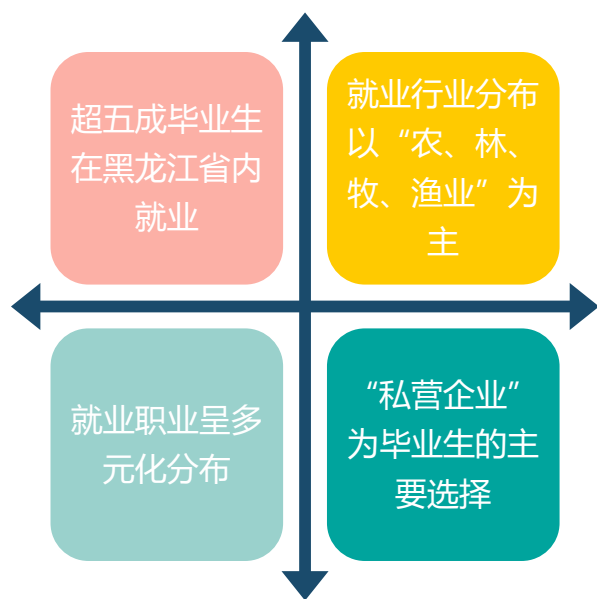 超五成毕业生
在黑龙江省内
就业
就业行业分布
以“农、林、
牧、渔业”为
主
就业职业呈多
元化分布
“私营企业”
为毕业生的主
要选择